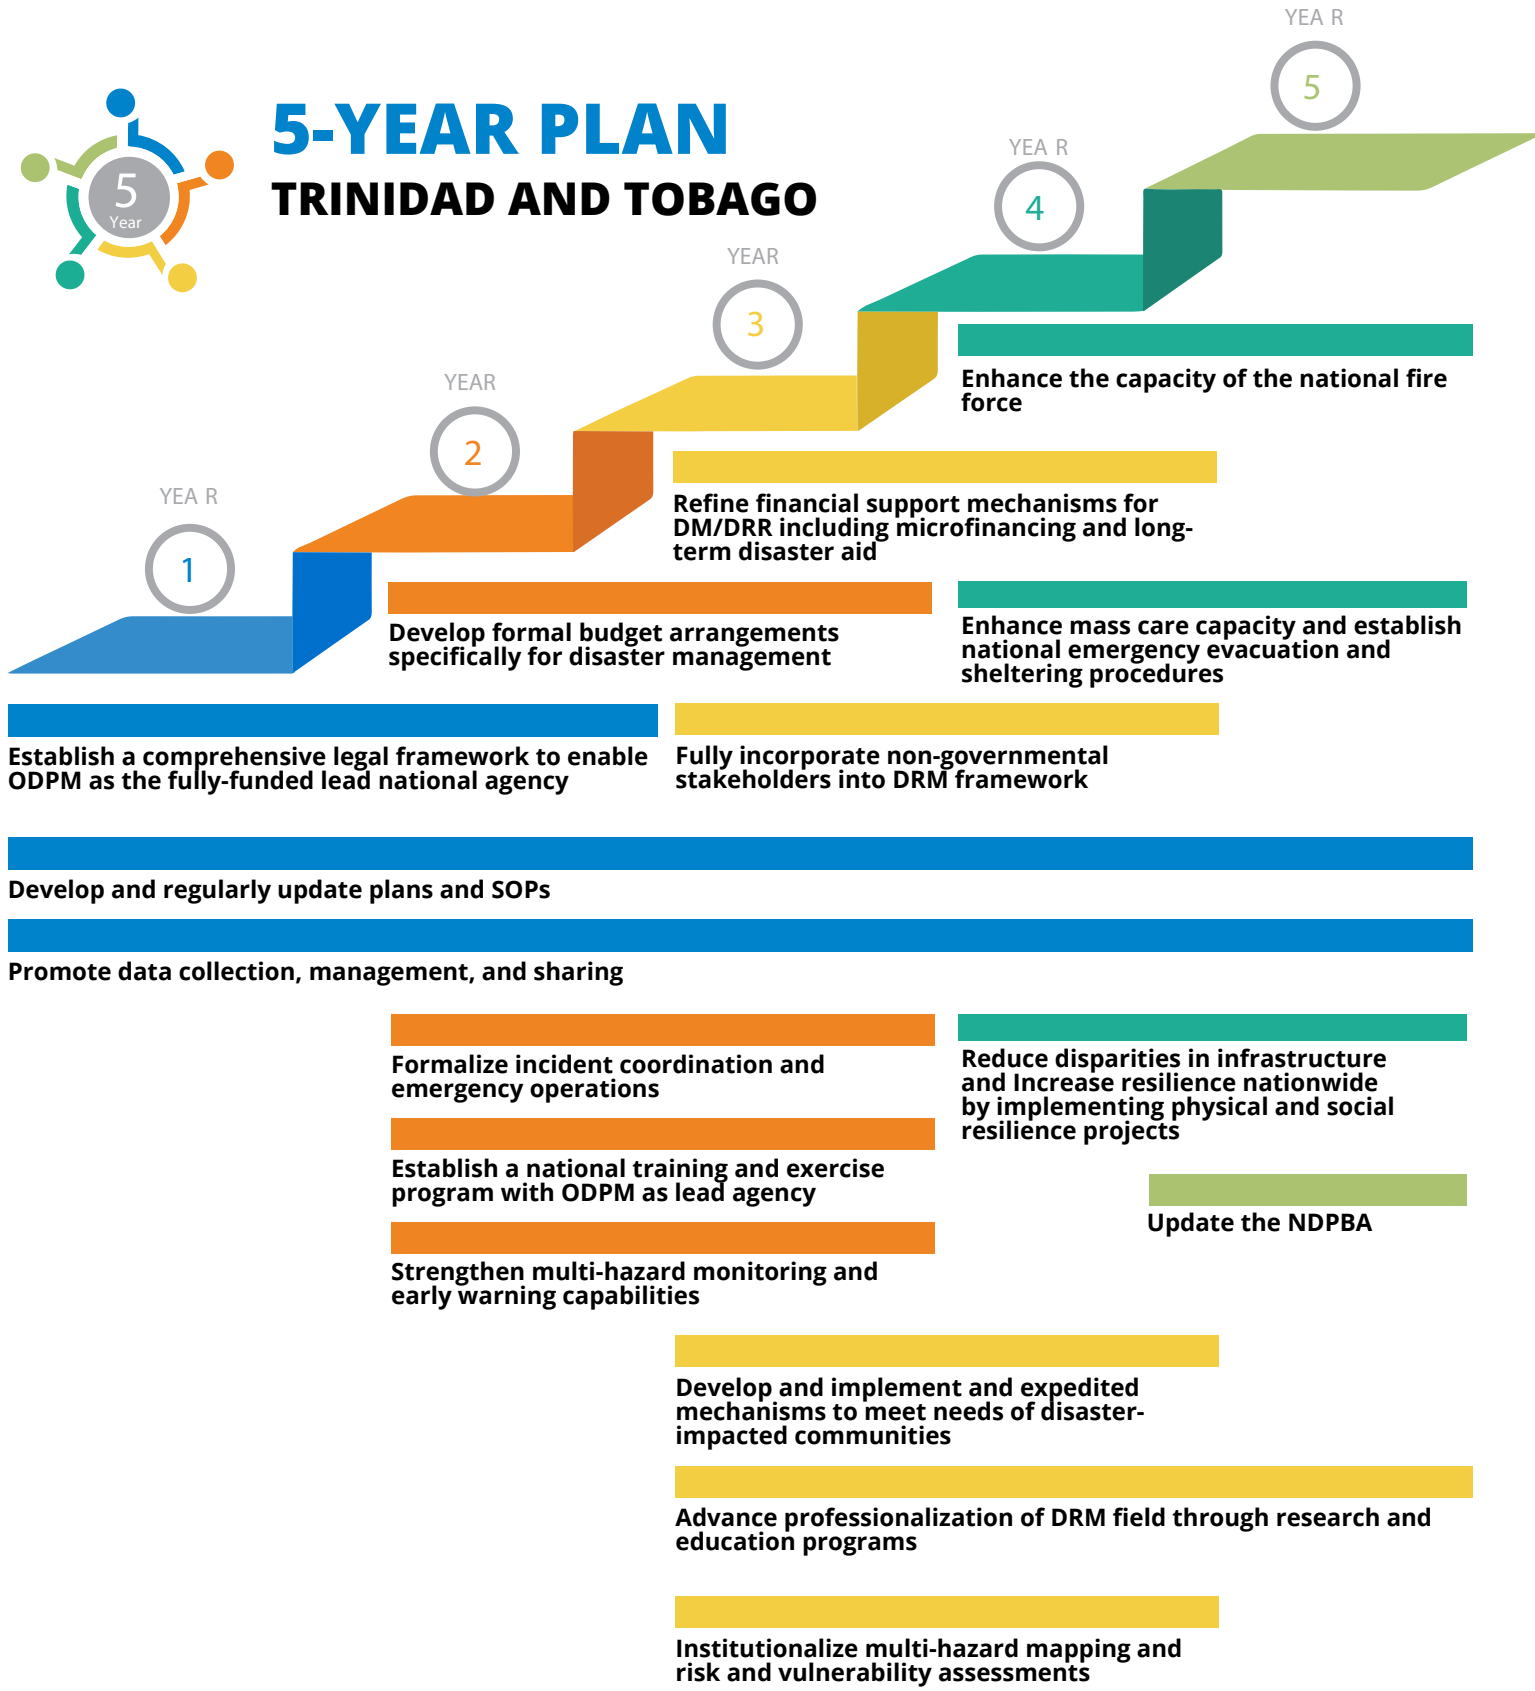 5-YEAR PLAN
TRINIDAD AND TOBAGO
5
Year
YEA R
1
YEAR
2
YEAR
3
YEA R
4
YEA R
5
Enhance the capacity of the national fire
force
Refine financial support mechanisms for
DM/DRR including microfinancing and long-
term disaster aid
Develop formal budget arrangements
specifically for disaster management
Enhance mass care capacity and establish
national emergency evacuation and
sheltering procedures
Establish a comprehensive legal framework to enable
ODPM as the fully-funded lead national agency
Fully incorporate non-governmental
stakeholders into DRM framework
Develop and regularly update plans and SOPs
Promote data collection, management, and sharing
Formalize incident coordination and
emergency operations
Reduce disparities in infrastructure
and Increase resilience nationwide
by implementing physical and social
resilience projects
Establish a national training and exercise
program with ODPM as lead agency
Update the NDPBA
Strengthen multi-hazard monitoring and
early warning capabilities
Develop and implement and expedited
mechanisms to meet needs of disaster-
impacted communities
Advance professionalization of DRM field through research and
education programs
Institutionalize multi-hazard mapping and
risk and vulnerability assessments